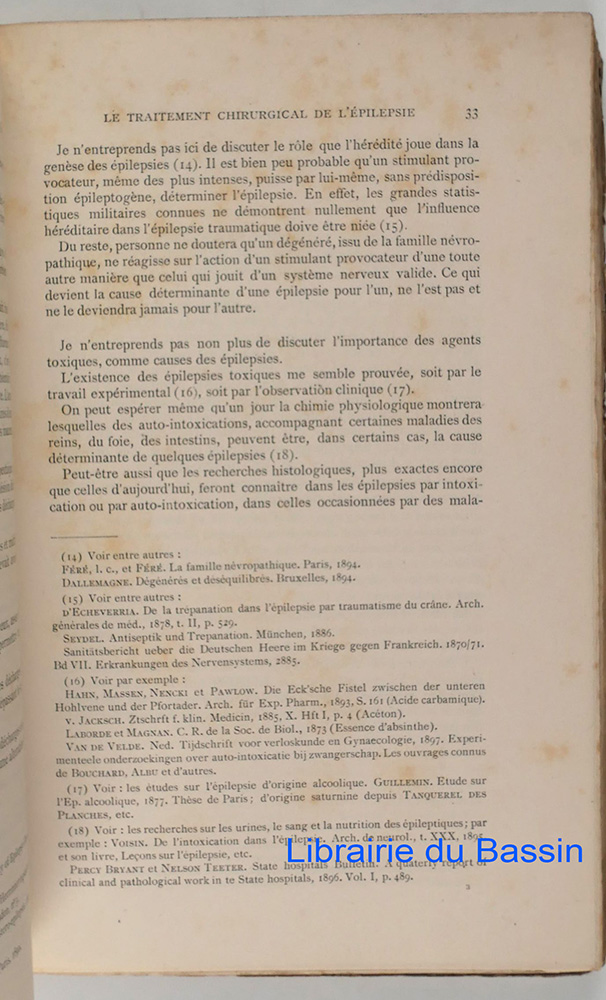 LE TRAITEMENT CHIRURGICAL DE L'ÉPILEPSIE 33
Je n'entreprends pas ici de discuter le rôle que l'hérédité joue dans la
genèse des épilepsies (14). Il est bien peu probable qu'un stimulant pro-
vocateur, même des plus intenses, puisse par lui-même, sans prédisposi-
tion épileptogène, déterminer l'épilepsie. En effet, les grandes statis-
tiques militaires connues ne démontrent nullement que l'influence
héréditaire dans l'épilepsie traumatique doive être niée (15).
Du reste, personne ne doutera qu'un dégénéré, issu de la famille névro-
pathique, ne réagisse sur l'action d'un stimulant provocateur d'une toute
autre manière que celui qui jouit d'un système nerveux valide. Ce qui
devient la cause déterminante d'une épilepsie pour l'un, ne l'est pas et
ne le deviendra jamais pour l'autre.
Je n'entreprends pas non plus de discuter l'importance des agents
toxiques, comme causes des épilepsies.
L'existence des épilepsies toxiques me semble prouvée, soit par le
travail expérimental (16), soit par l'observation clinique (17).
On peut espérer même qu'un jour la chimie physiologique montrera
lesquelles des auto-intoxications, accompagnant certaines maladies des
reins, du foie, des intestins, peuvent être, dans certains cas, la cause
déterminante de quelques épilepsies (18).
Peut-être aussi que les recherches histologiques, plus exactes encore
que celles d'aujourd'hui, feront connaitre dans les épilepsies par intoxi-
cation ou par auto-intoxication, dans celles occasionnées par des mala-
(14) Voir entre autres :
FÉRÉ, l. c., et FÉRÉ. La famille névropathique. Paris, 1894.
DALLEMAGNE. Dégénérés et déséquilibrés. Bruxelles, 1894.
(15) Voir entre autres :
D'ECHEVERRIA. De la trépanation dans l'épilepsie par traumatisme du crâne. Arch.
générales de méd., 1878, t. II, p. 529.
SEYDEL. Antiseptik und Trepanation. München, 1886.
Sanitätsbericht ueber die Deutschen Heere im Kriege gegen Frankreich. 1870/71.
Bd VII. Erkrankungen des Nervensystems, 2885.
(16) Voir par exemple :
HAHN, MASSEN, NENCKI et PAWLOW. Die Eck'sche Fistel zwischen der unteren
Hohlvene und der Pfortader. Arch. für Exp. Pharm., 1893, S. 161 (Acide carbamique).
v. JACKSCH. Ztschrft f. klin. Medicin, 1885, X. Hft I, p. 4 (Acéton).
LABORDE et MAGNAN. C. R. de la Soc. de Biol., 1873 (Essence d'absinthe).
VAN DE VELDE. Ned. Tijdschrift voor verloskunde en Gynaecologie, 1897. Experi-
menteele onderzoekingen over auto-intoxicatie bij zwangerschap. Les ouvrages connus
de BOUCHARD, ALBU et d'autres.
(17) Voir : les études sur l'épilepsie d'origine alcoolique. GUILLEMIN. Etude sur
l'Ep. alcoolique, 1877. Thèse de Paris ; d'origine saturnine depuis TANQUEREL DES
PLANCHES, etc.
(18) Voir : les recherches sur les urines, le sang et la nutrition des épileptiques ; par
exemple : VOISIN. De l'intoxication dans l'épilepsie. Arch. de neurol., t. XXX, 1895
et son livre, Leçons sur l'épilepsie, etc.
PERCY BRYANT et NELSON TEETER. State hospitals Bulletin. A quaterly report of
clinical and pathological work in te State hospitals, 1896. Vol. I, p. 489.
3
Librairie du Bassin